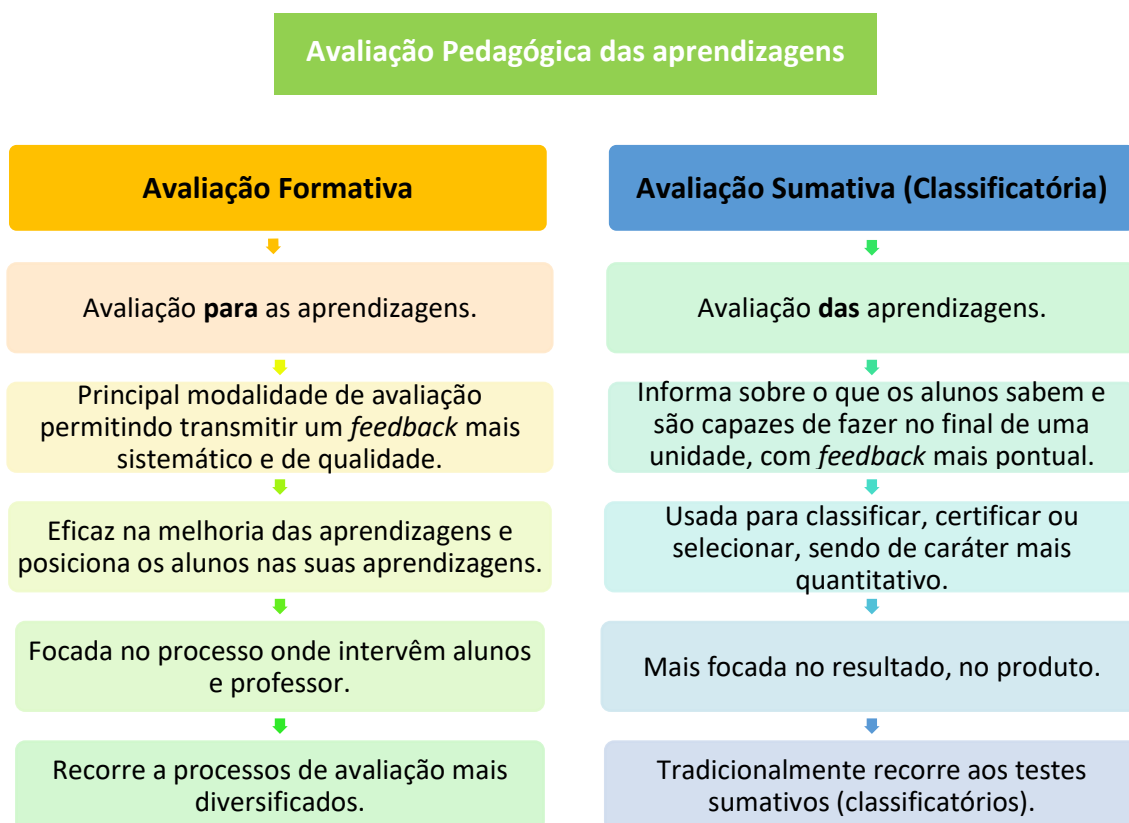 Avaliação Pedagógica das aprendizagens
Avaliação Formativa
Avaliação para as aprendizagens.
Principal modalidade de avaliação
permitindo transmitir um feedback mais
sistemático e de qualidade.
Eficaz na melhoria das aprendizagens e
posiciona os alunos nas suas aprendizagens.
Focada no processo onde intervêm alunos
e professor.
Recorre a processos de avaliação mais
diversificados.
Avaliação Sumativa (Classificatória)
Avaliação das aprendizagens.
Informa sobre o que os alunos sabem e
são capazes de fazer no final de uma
unidade, com feedback mais pontual.
Usada para classificar, certificar ou
selecionar, sendo de caráter mais
quantitativo.
Mais focada no resultado, no produto.
Tradicionalmente recorre aos testes
sumativos (classificatórios).